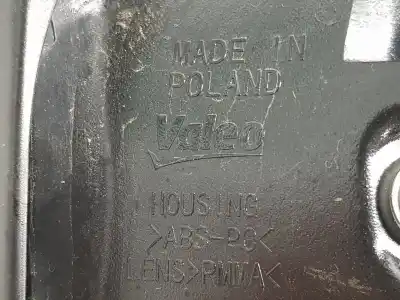 MADE IN
POLAND
Valeo
HOUSING
>ABS-PC<
LENS>PMMA<